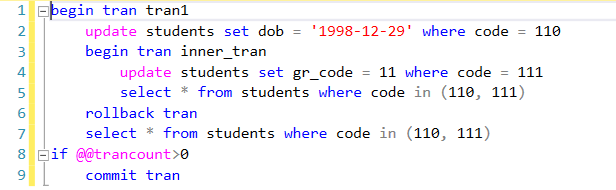 1 begin tran tran1
2 update students set dob = '1998-12-29' where code = 110
3 begin tran inner_tran
4 update students set gr_code = 11 where code = 111
5 select * from students where code in (110, 111)
6 rollback tran
7 select * from students where code in (110, 111)
8 if @@trancount>0
9 commit tran